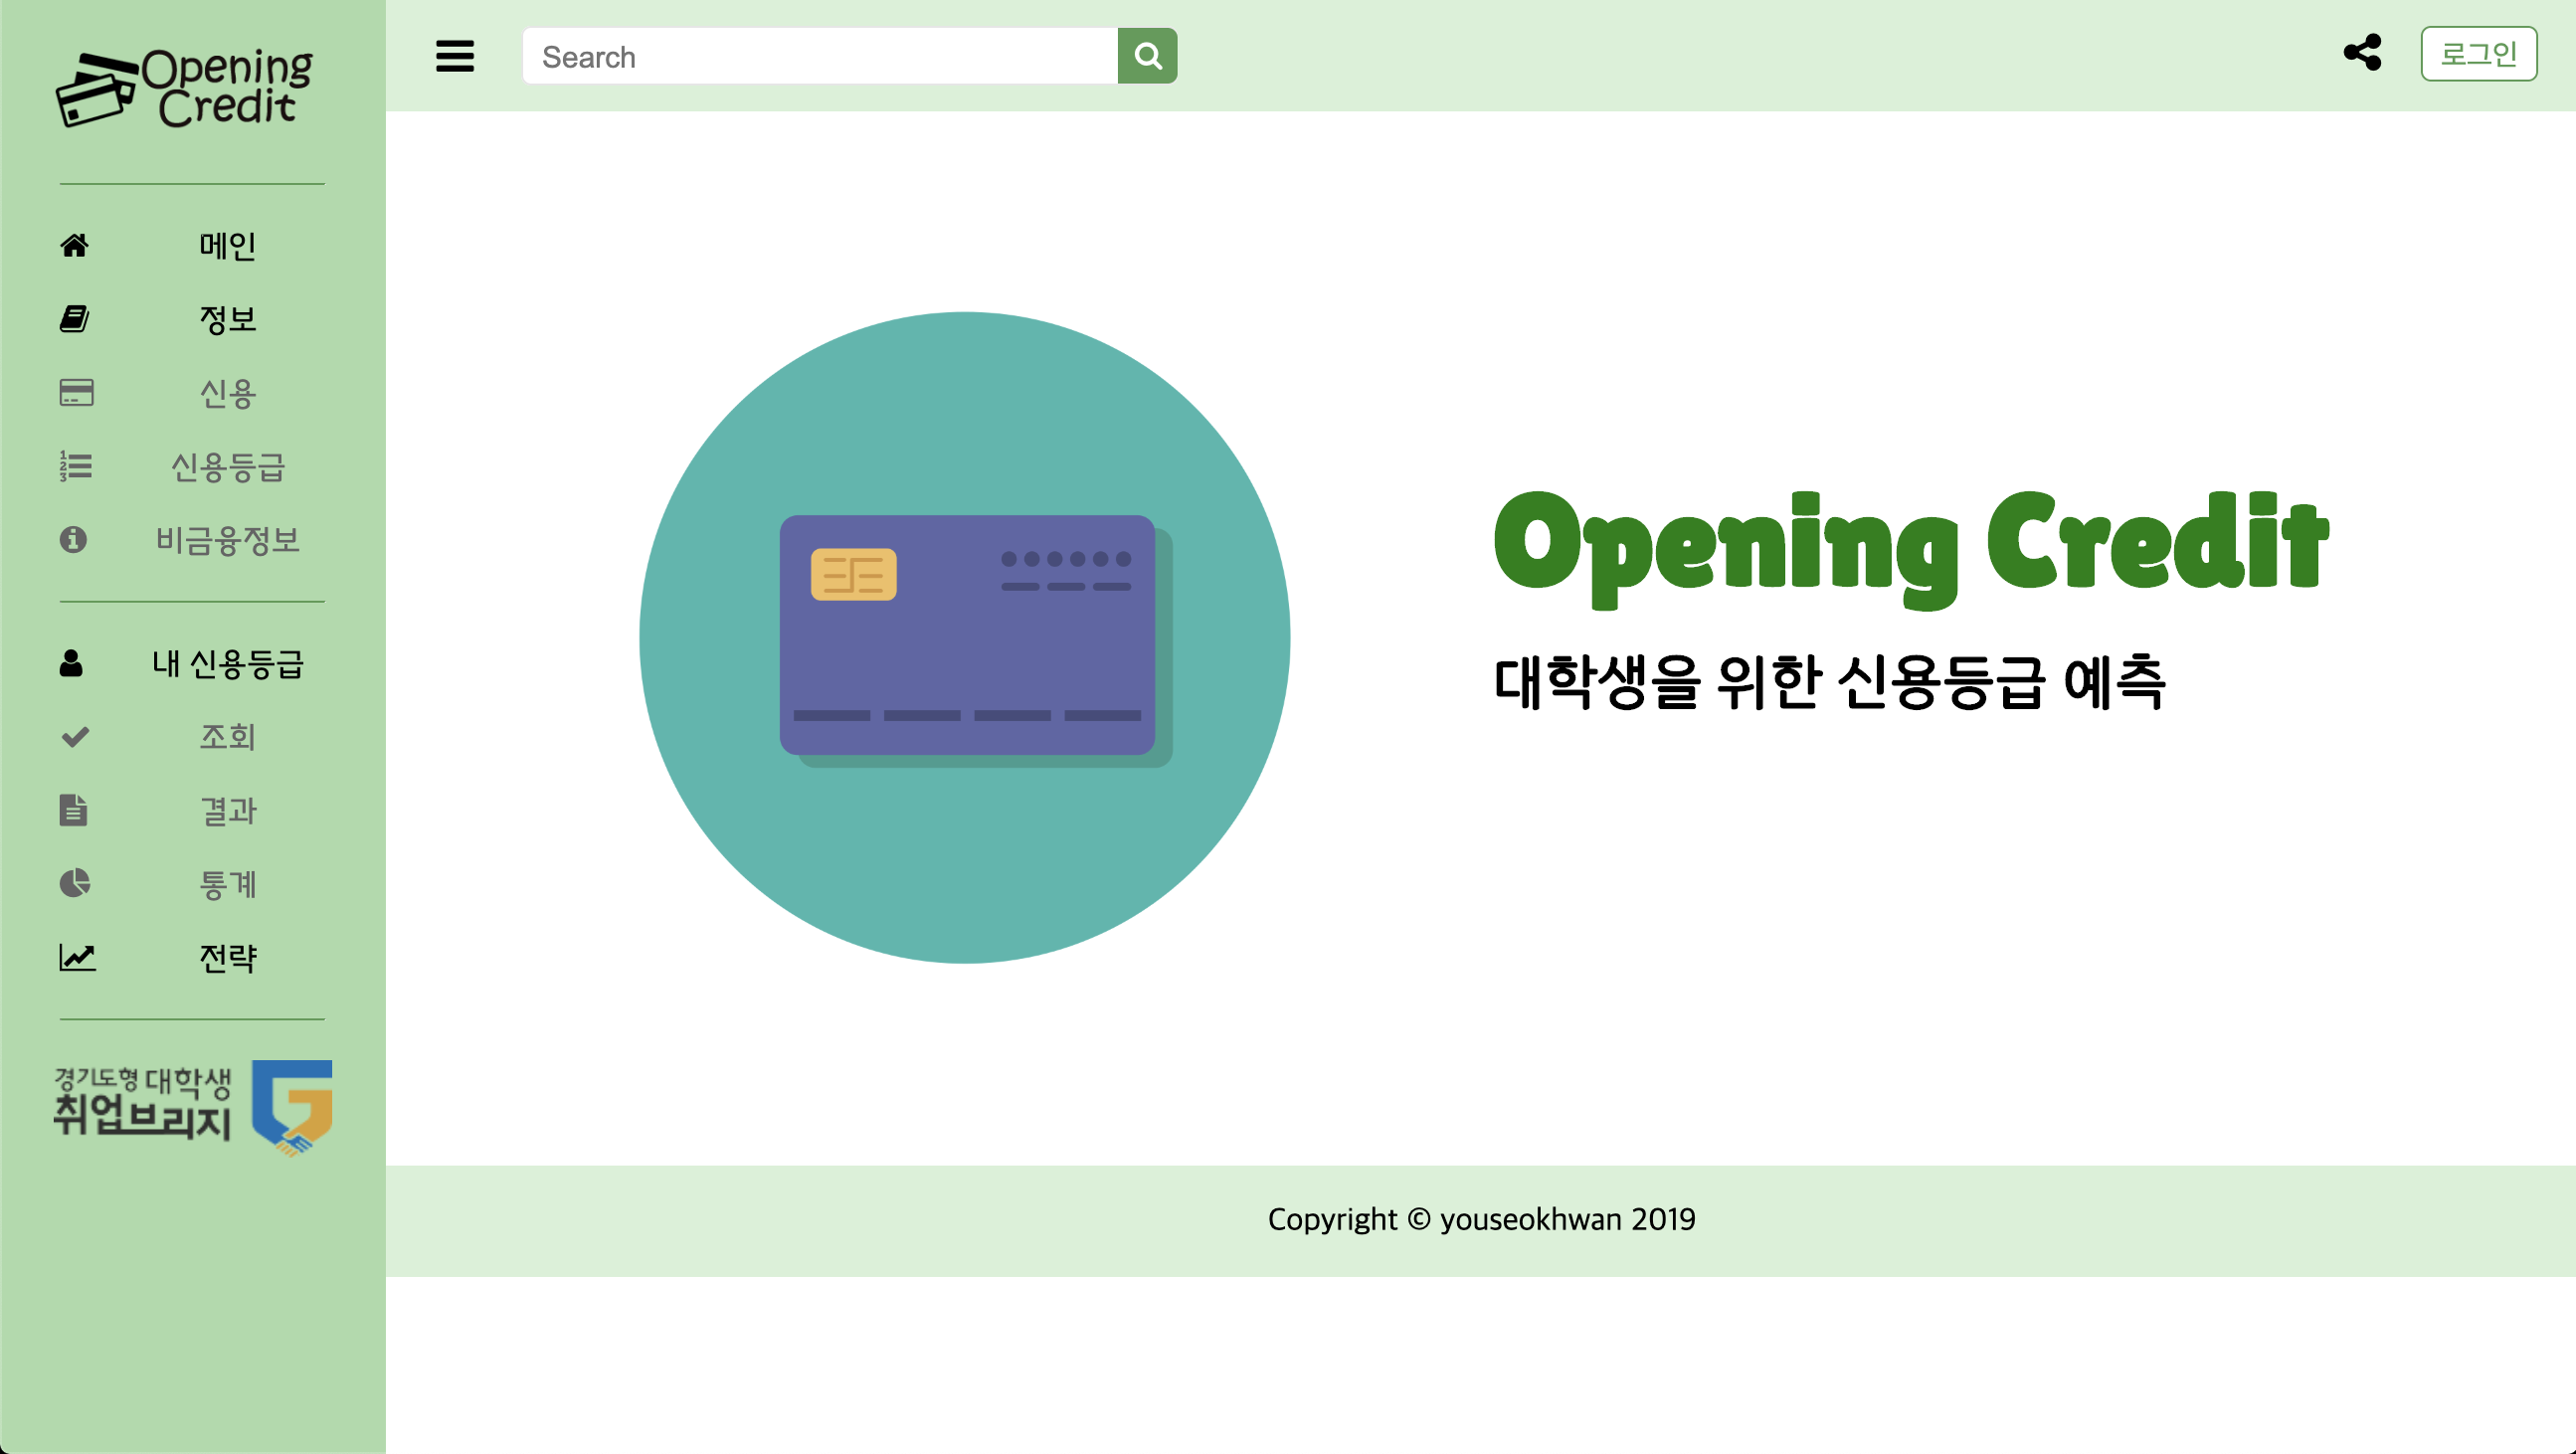 Opening
Credit
메인
정보
신용
신용등급
비금융정보
내 신용등급
조회
결과
통계
전략
경기도형 대학생
취업브리지
Search
로그인
Opening Credit
대학생을 위한 신용등급 예측
Copyright © youseokhwan 2019